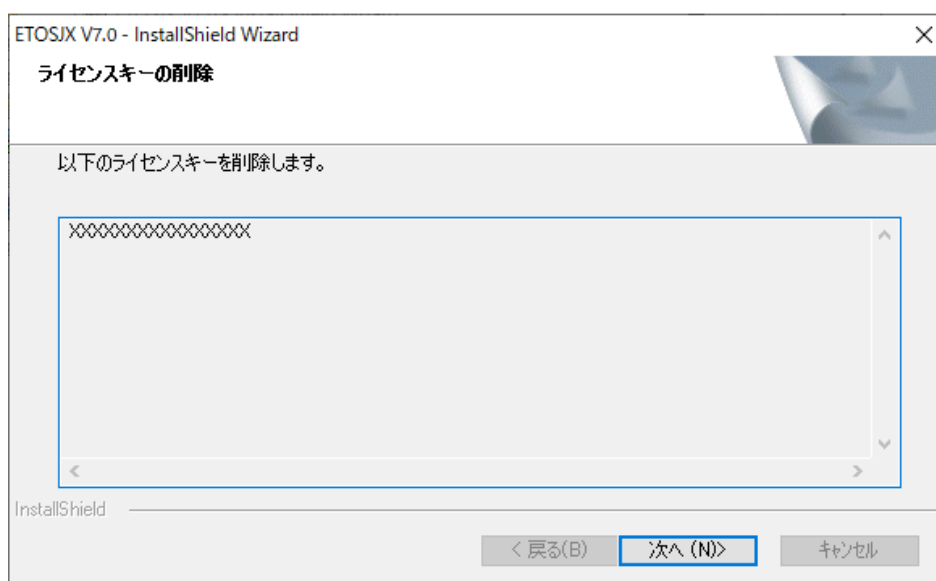 ETOSJX V7.0 - InstallShield Wizard
ライセンスキーの削除
以下のライセンスキーを削除します。
XXXXXXXXXXXXXXXX
InstallShield
< 戻る(B)
次へ (N)>
キャンセル